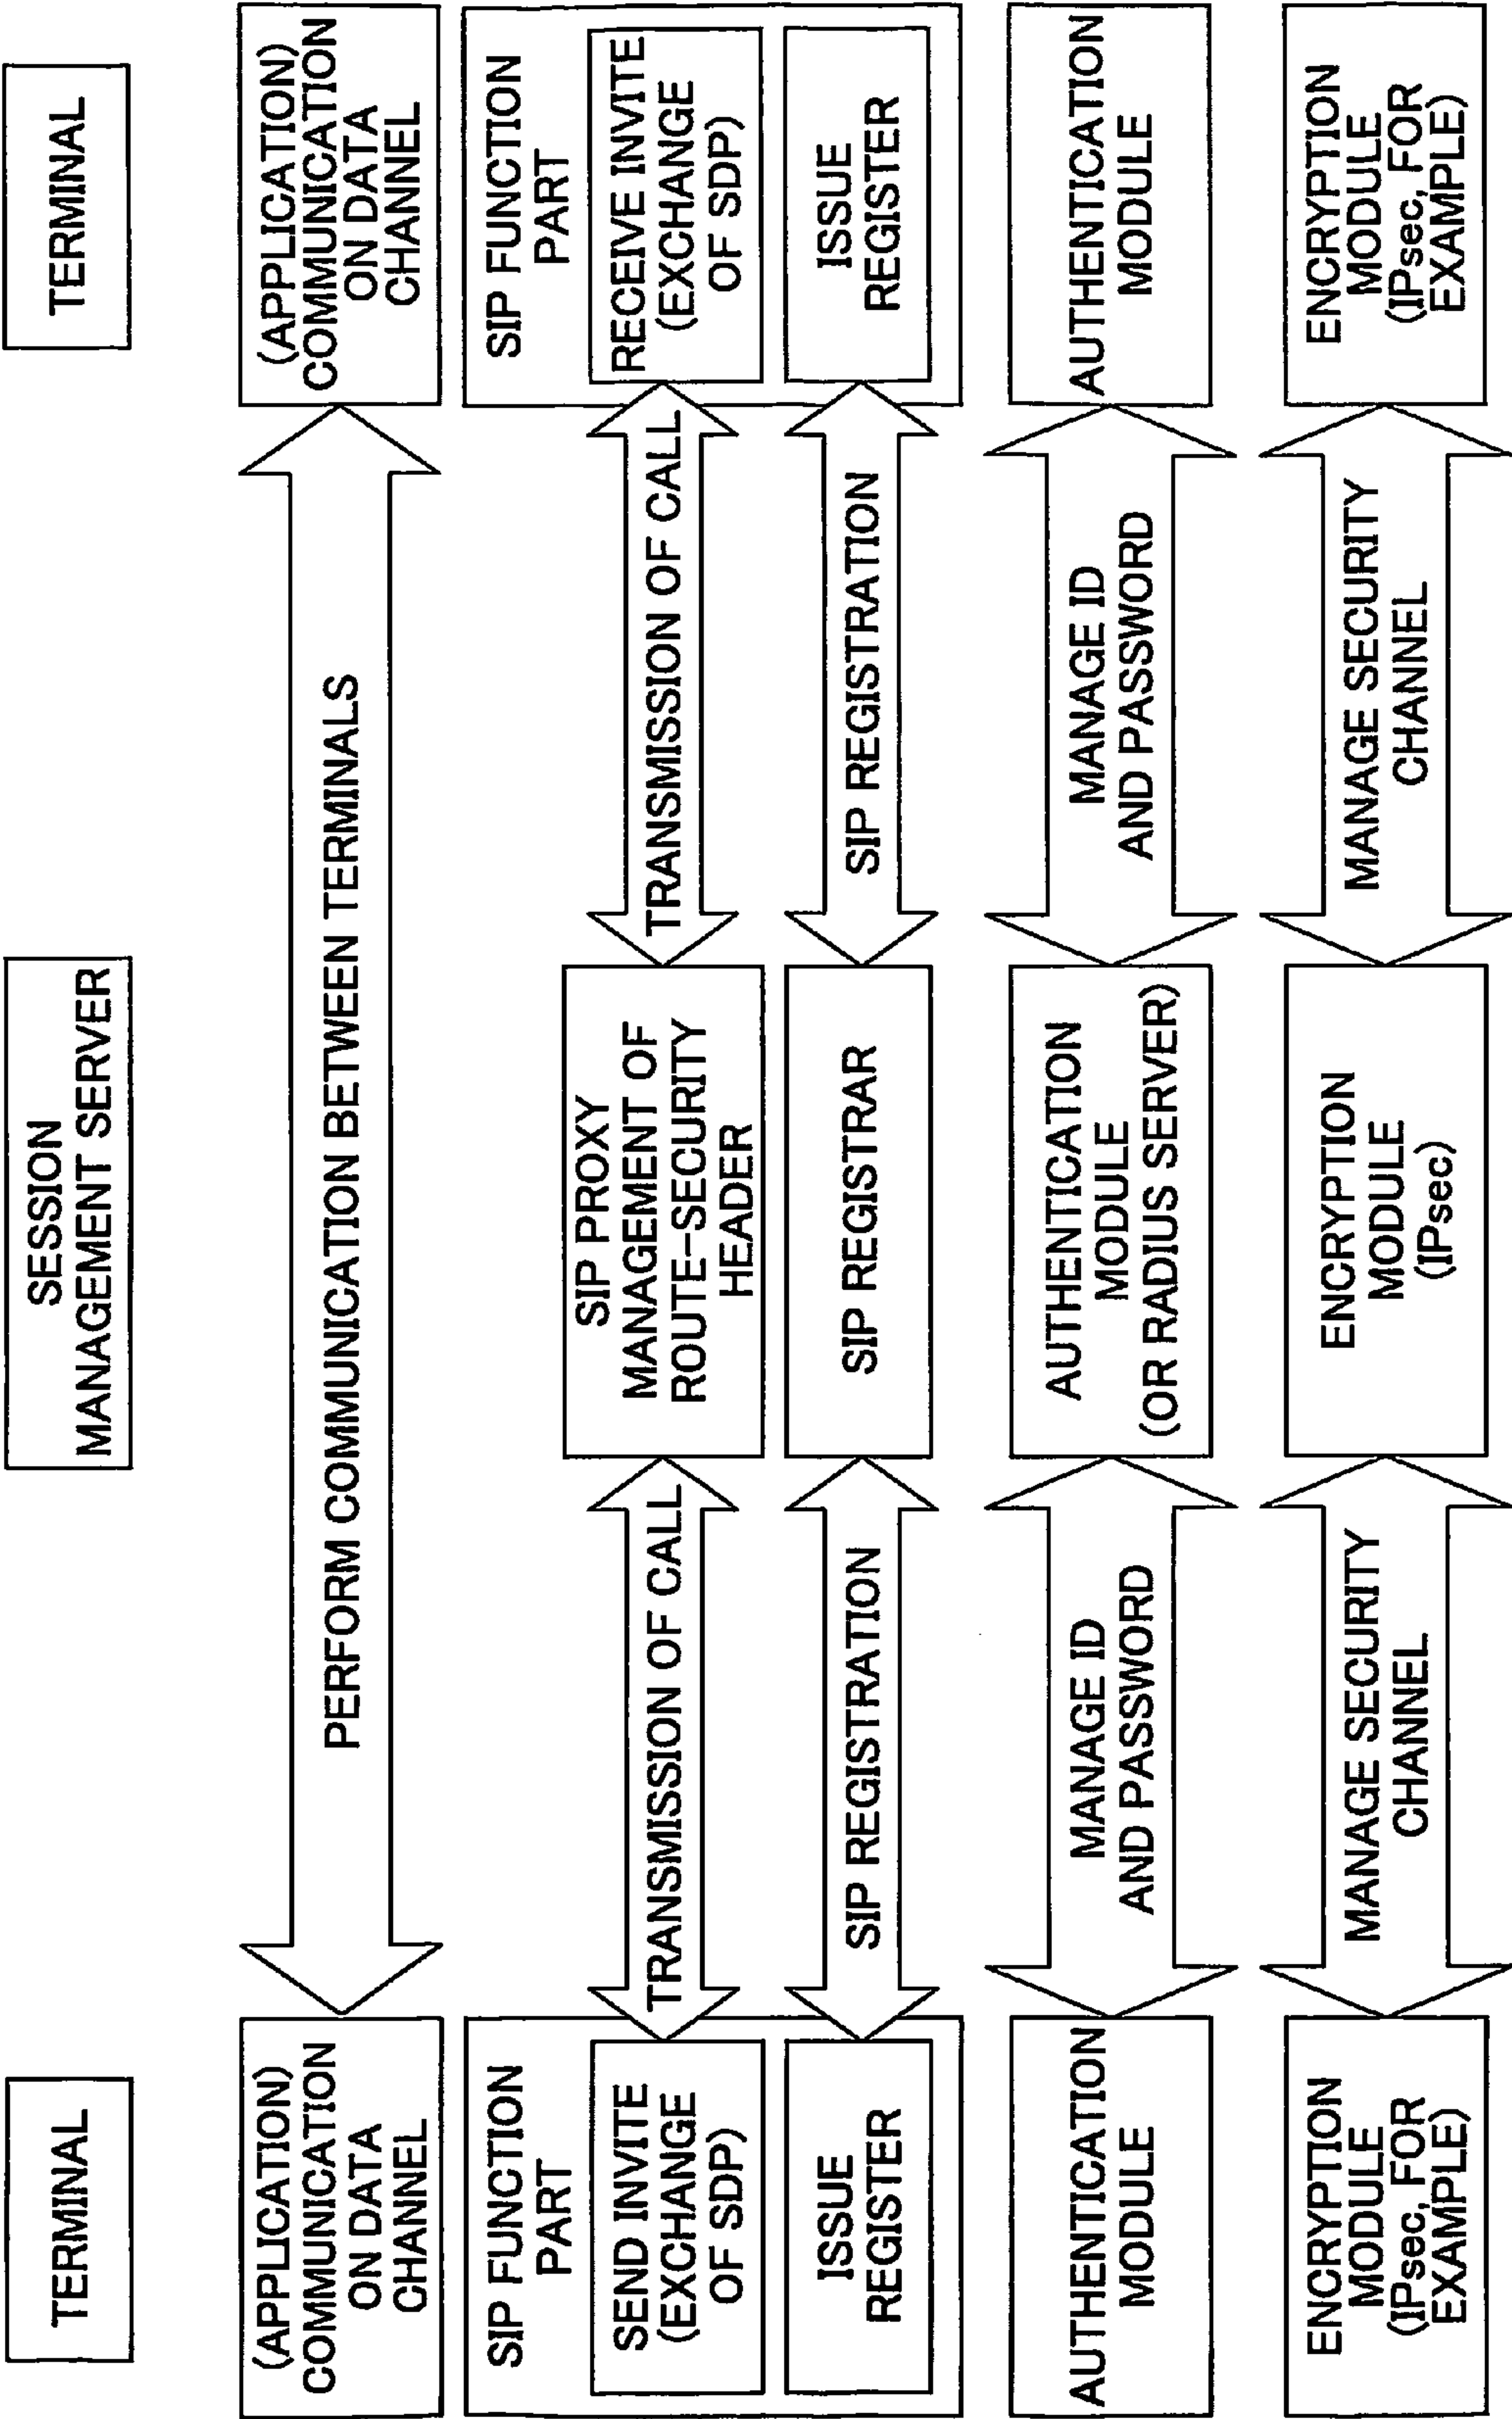 TERMINAL
SESSION
MANAGEMENT SERVER
TERMINAL
(APPLICATION)
COMMUNICATION
ON DATA
CHANNEL
PERFORM COMMUNICATION BETWEEN TERMINALS
(APPLICATION)
COMMUNICATION
ON DATA
CHANNEL
SIP FUNCTION
PART
SEND INVITE
(EXCHANGE
OF SDP)
TRANSMISSION OF CALL
SIP PROXY
MANAGEMENT OF
ROUTE-SECURITY
HEADER
TRANSMISSION OF CALL
SIP FUNCTION
PART
RECEIVE INVITE
(EXCHANGE
OF SDP)
ISSUE
REGISTER
SIP REGISTRATION
SIP REGISTRAR
SIP REGISTRATION
ISSUE
REGISTER
AUTHENTICATION
MODULE
MANAGE ID
AND PASSWORD
AUTHENTICATION
MODULE
(OR RADIUS SERVER)
MANAGE ID
AND PASSWORD
AUTHENTICATION
MODULE
ENCRYPTION
MODULE
(IPsec, FOR
EXAMPLE)
MANAGE SECURITY
CHANNEL
ENCRYPTION
MODULE
(IPsec)
MANAGE SECURITY
CHANNEL
ENCRYPTION
MODULE
(IPsec, FOR
EXAMPLE)